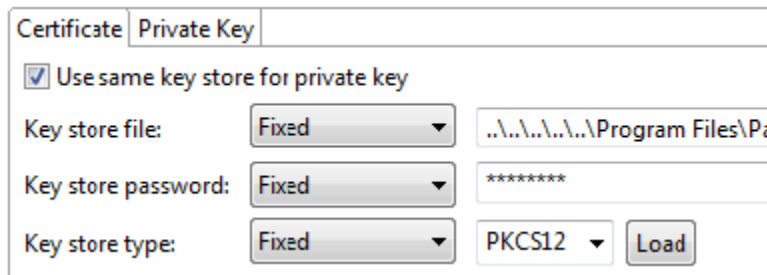 Certificate Private Key
Use same key store for private key
Key store file: Fixed ..\..\..\..\..\Program Files\Pa
Key store password: Fixed ********
Key store type: Fixed PKCS12 Load